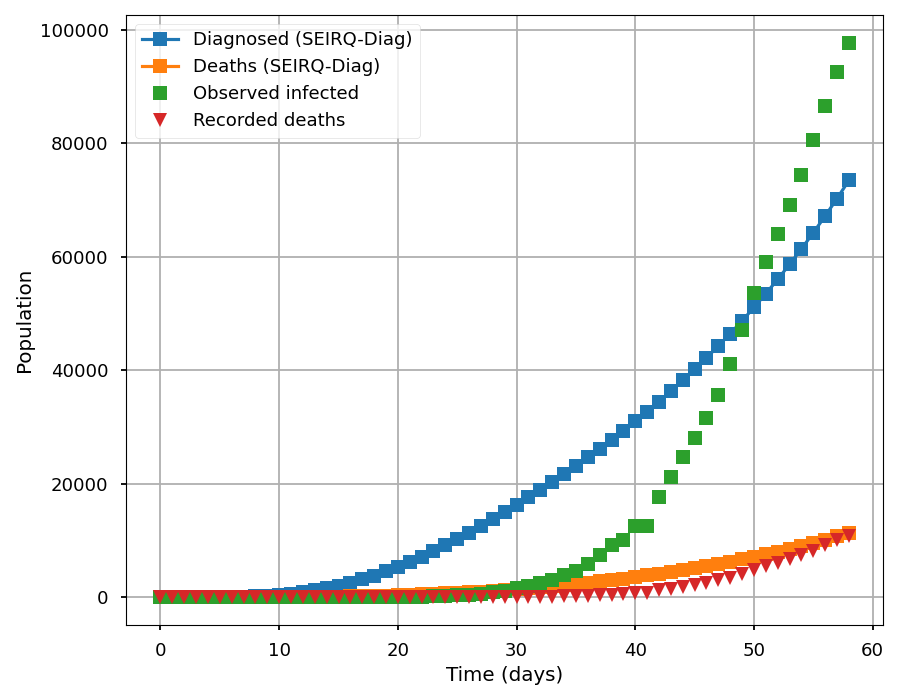 100000
80000
60000
40000
20000
0
Population
Diagnosed (SEIRQ-Diag)
Deaths (SEIRQ-Diag)
Observed infected
Recorded deaths
0 10 20 30 40 50 60
Time (days)